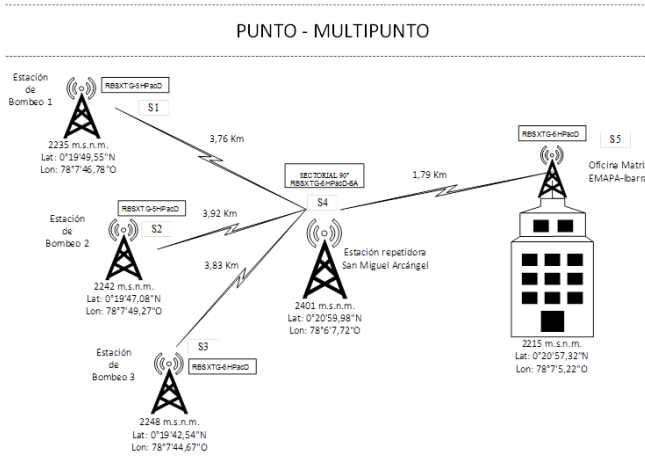 PUNTO - MULTIPUNTO
Estación
de
Bombeo 1
RBSXTG-5HPacD
S1
2235 m.s.n.m.
Lat: 0°19'49,55"N
Lon: 78°7'46,78"O
3,76 Km
Estación
de
Bombeo 2
RBSXTG-5HPacD
S2
2242 m.s.n.m.
Lat: 0°19'47,08"N
Lon: 78°7'49,27"O
3,92 Km
3,83 Km
Estación
de
Bombeo 3
S3
RBSXTG-5HPacD
2248 m.s.n.m.
Lat: 0°19'42,54"N
Lon: 78°7'44,67"O
SECTORIAL 90°
RBSXTG-5HPacD-SA
S4
Estación repetidora
San Miguel Arcángel
2401 m.s.n.m.
Lat: 0°20'59,98"N
Lon: 78°6'7,72"O
1,79 Km
RBSXTG-5HPacD
S5
Oficina Matriz
EMAPA-Ibarra
2215 m.s.n.m.
Lat: 0°20'57,32"N
Lon: 78°7'5,22"O